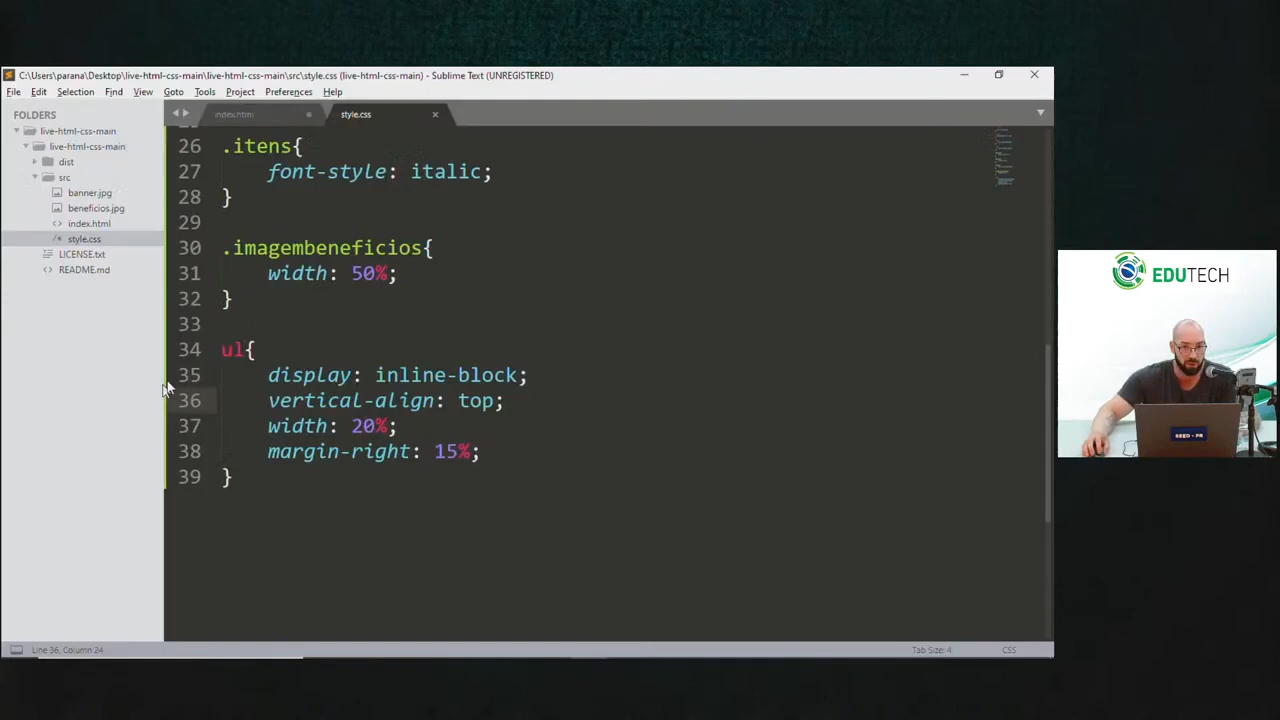 C:\Users\parana\Desktop\live-html-css-main\live-html-css-main\src\style.css (live-html-css-main) - Sublime Text (UNREGISTERED)
File Edit Selection Find View Goto Tools Project Preferences Help
FOLDERS
live-html-css-main
live-html-css-main
dist
src
banner.jpg
beneficios.jpg
<> index.html
/* style.css
LICENSE.txt
<> README.md
index.html
style.css
26 .itens{
27 font-style: italic;
28 }
29
30 .imagembeneficios{
31 width: 50%;
32 }
33
34 ul{
35 display: inline-block;
36 vertical-align: top;
37 width: 20%;
38 margin-right: 15%;
39 }
Line 36, Column 24
Tab Size: 4
CSS
EDUTECH
SEED - PR